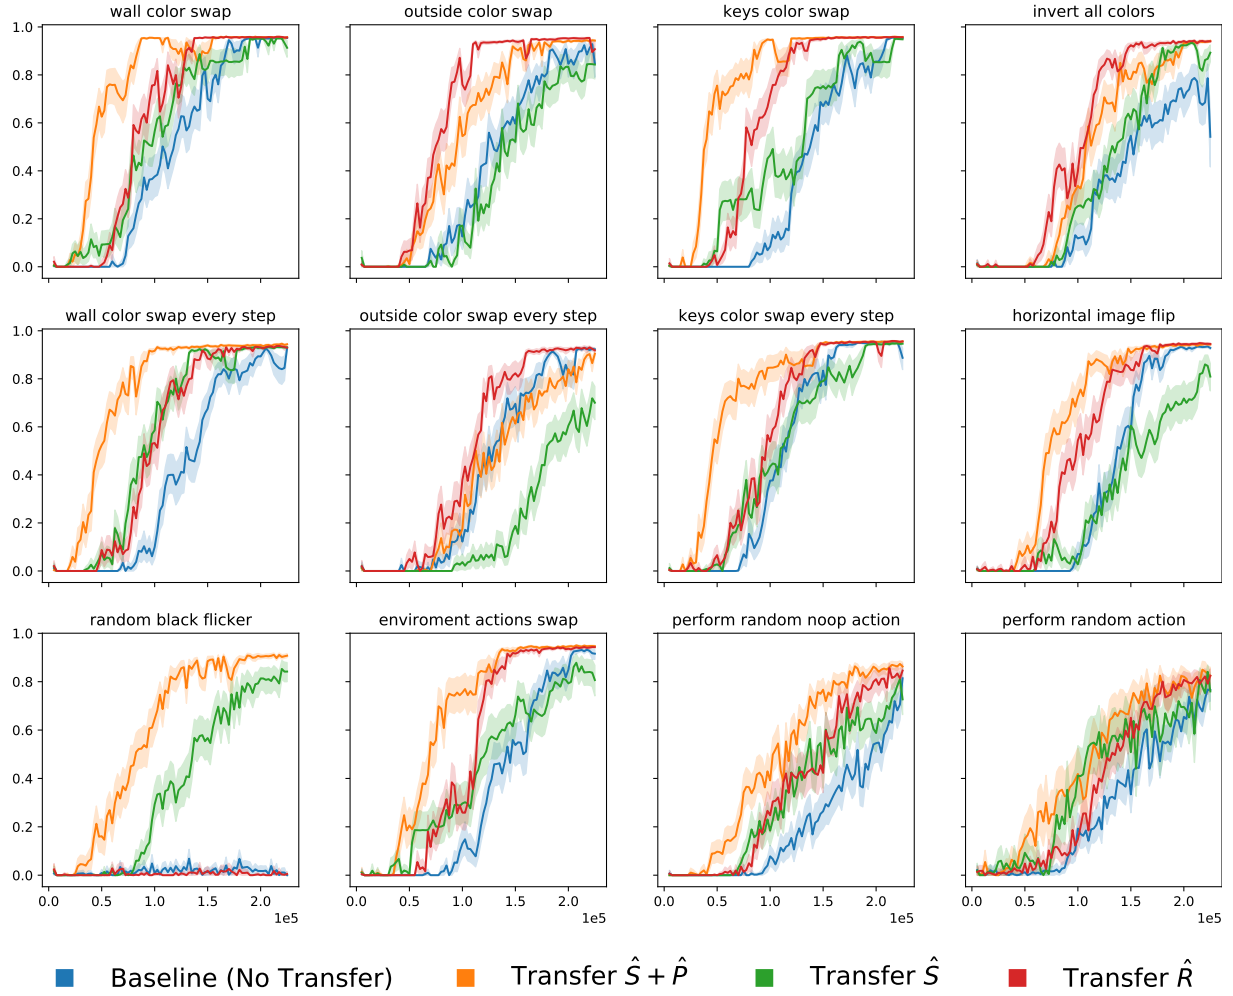 wall color swap
outside color swap
keys color swap
invert all colors
1.0
0.8
0.6
0.4
0.2
0.0
wall color swap every step
outside color swap every step
keys color swap every step
horizontal image flip
1.0
0.8
0.6
0.4
0.2
0.0
random black flicker
enviroment actions swap
perform random noop action
perform random action
1.0
0.8
0.6
0.4
0.2
0.0
0.0 0.5 1.0 1.5 2.0
1e5
0.0 0.5 1.0 1.5 2.0
1e5
0.0 0.5 1.0 1.5 2.0
1e5
0.0 0.5 1.0 1.5 2.0
1e5
Baseline (No Transfer)
Transfer Ŝ + P̂
Transfer Ŝ
Transfer R̂